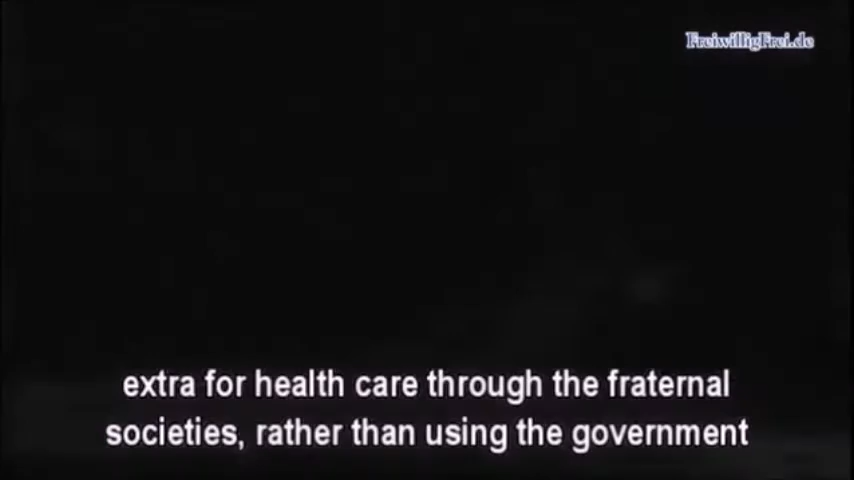 FreiwilligFrei.de
extra for health care through the fraternal
societies, rather than using the government